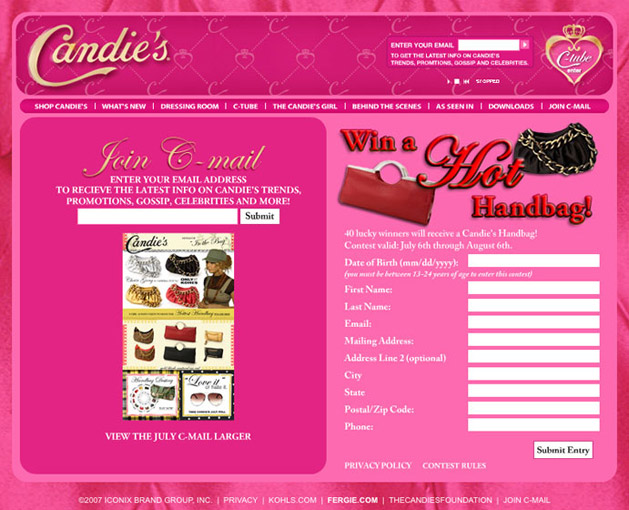 Candie's.
ENTER YOUR EMAIL
TO GET THE LATEST INFO ON CANDIE'S
TRENDS, PROMTIONS, GOSSIP AND CELEBRITIES.
STOPPED
C-tube
enter
SHOP CANDIE'S | WHAT'S NEW | DRESSING ROOM | C-TUBE | THE CANDIE'S GIRL | BEHIND THE SCENES | AS SEEN IN | DOWNLOADS | JOIN C-MAIL
Join C-mail
ENTER YOUR EMAIL ADDRESS
TO RECIEVE THE LATEST INFO ON CANDIE'S TRENDS,
PROMOTIONS, GOSSIP, CELEBRITIES AND MORE!
Submit
Candie's
"In the Bag"
ONLY @
KOHL'S
Handbag Destiny
"Love it
VIEW THE JULY C-MAIL LARGER
Win a
Hot
Handbag!
40 lucky winners will receive a Candie's Handbag!
Contest valid: July 6th through August 6th.
Date of Birth (mm/dd/yyyy):
(you must be between 13-24 years of age to enter this contest)
First Name:
Last Name:
Email:
Mailing Address:
Address Line 2 (optional)
City
State
Postal/Zip Code:
Phone:
Submit Entry
PRIVACY POLICY CONTEST RULES
©2007 ICONIX BRAND GROUP, INC. | PRIVACY | KOHLS.COM | FERGIE.COM | THECANDIESFOUNDATION | JOIN C-MAIL